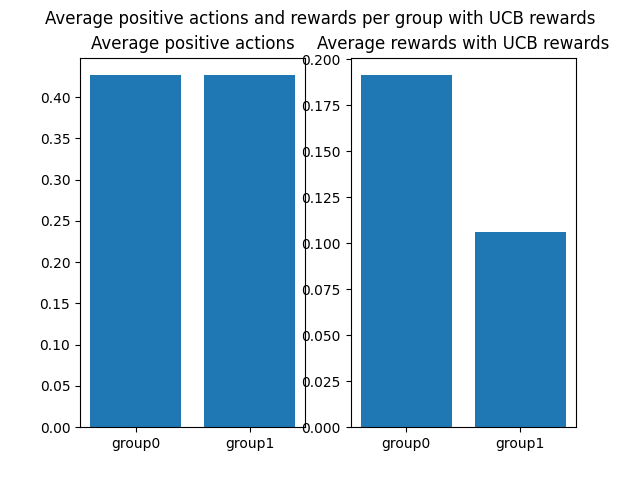 Average positive actions and rewards per group with UCB rewards
Average positive actions
0.40
0.35
0.30
0.25
0.20
0.15
0.10
0.05
0.00
group0
group1
Average rewards with UCB rewards
0.200
0.175
0.150
0.125
0.100
0.075
0.050
0.025
0.000
group0
group1